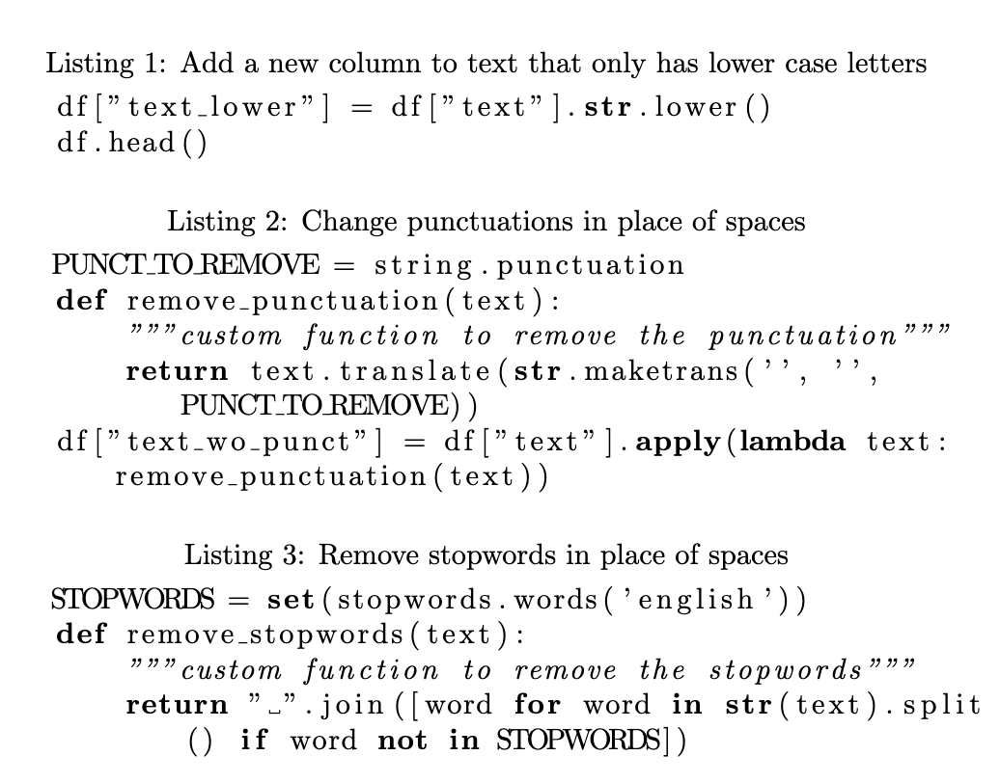 Listing 1: Add a new column to text that only has lower case letters
df["text_lower"] = df["text"].str.lower()
df.head()
Listing 2: Change punctuations in place of spaces
PUNCT_TO_REMOVE = string.punctuation
def remove_punctuation(text):
"""custom function to remove the punctuation"""
return text.translate(str.maketrans('', '',
PUNCT_TO_REMOVE))
df["text_wo_punct"] = df["text"].apply(lambda text:
remove_punctuation(text))
Listing 3: Remove stopwords in place of spaces
STOPWORDS = set(stopwords.words('english'))
def remove_stopwords(text):
"""custom function to remove the stopwords"""
return "␣".join([word for word in str(text).split
() if word not in STOPWORDS])